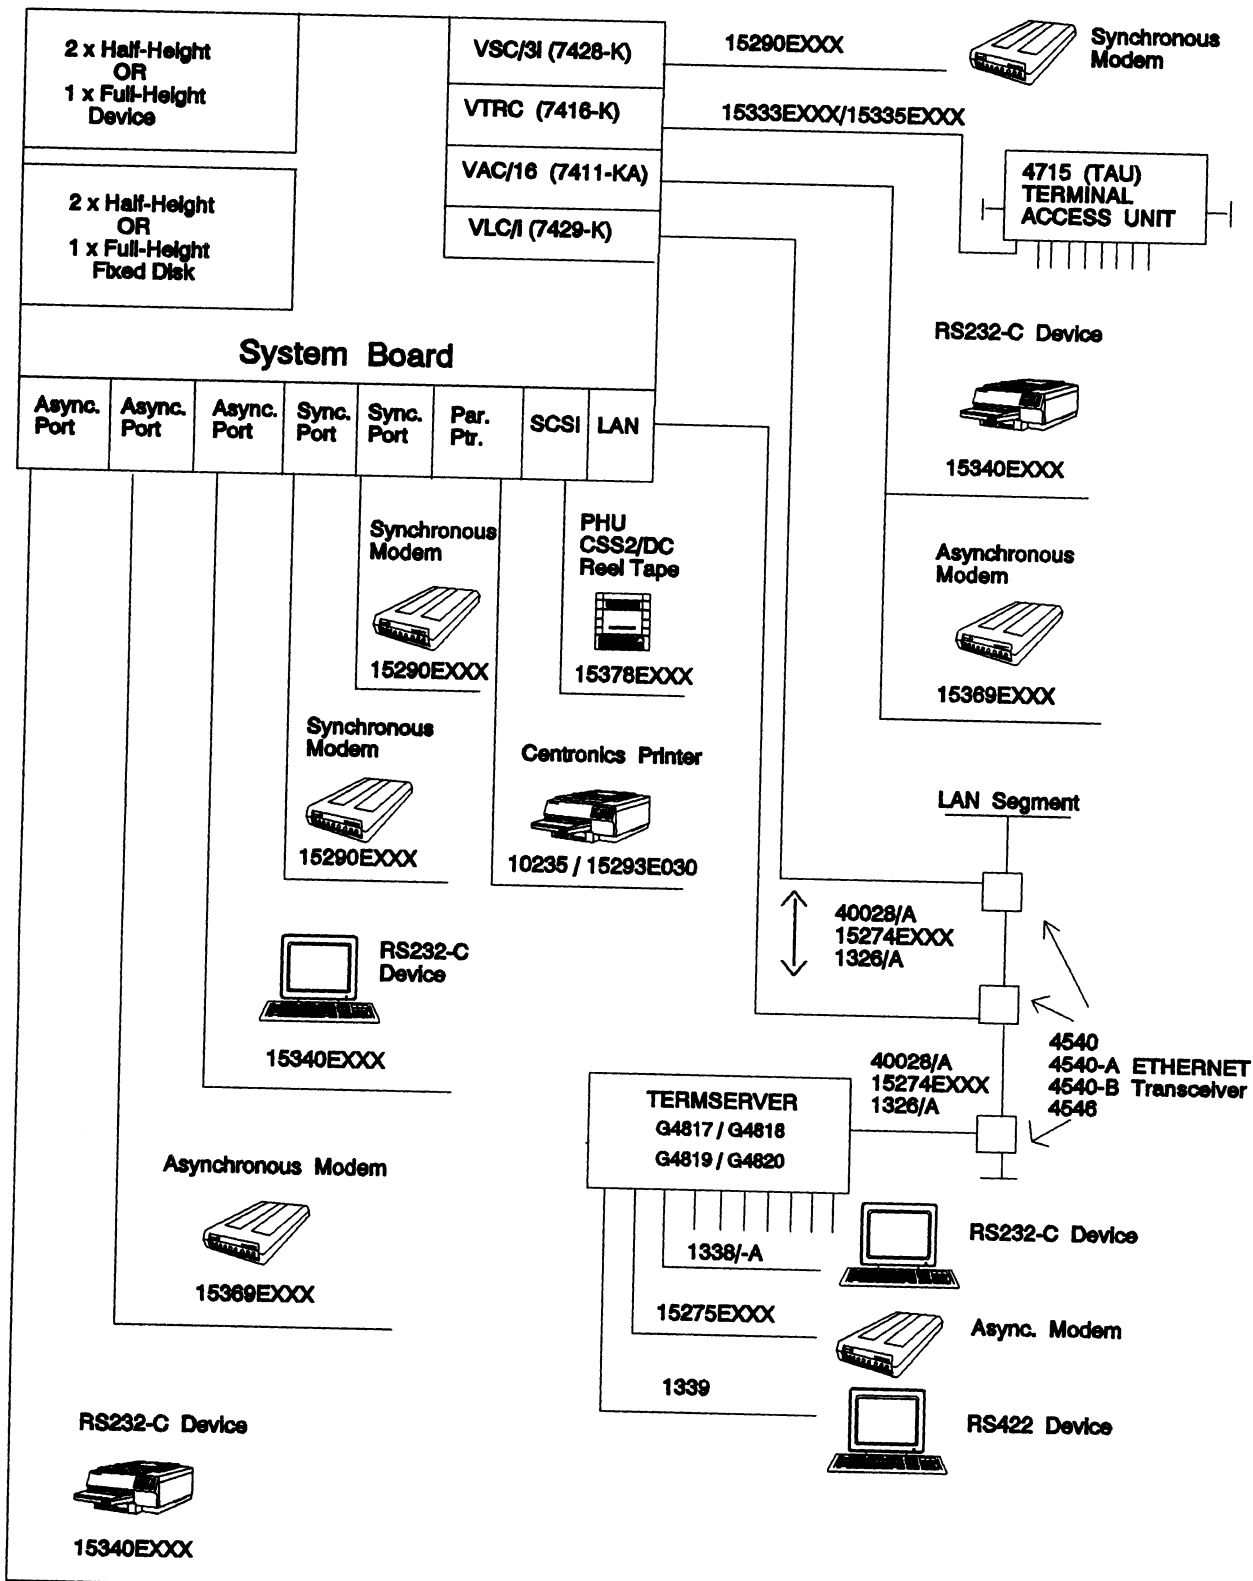 2 x Half-Height
OR
1 x Full-Height
Device
2 x Half-Height
OR
1 x Full-Height
Fixed Disk
VSC/3I (7428-K)
VTRC (7416-K)
VAC/16 (7411-KA)
VLC/I (7429-K)
15290EXXX
Synchronous
Modem
15333EXXX/15335EXXX
4715 (TAU)
TERMINAL
ACCESS UNIT
System Board
Async.
Port
Async.
Port
Async.
Port
Sync.
Port
Sync.
Port
Par.
Ptr.
SCSI
LAN
RS232-C Device
15340EXXX
Asynchronous
Modem
15369EXXX
Synchronous
Modem
15290EXXX
PHU
CSS2/DC
Reel Tape
15378EXXX
Synchronous
Modem
15290EXXX
Centronics Printer
10235 / 15293E030
LAN Segment
40028/A
15274EXXX
1326/A
RS232-C
Device
15340EXXX
4540
4540-A ETHERNET
4540-B Transceiver
4546
40028/A
15274EXXX
1326/A
TERMSERVER
G4817 / G4818
G4819 / G4820
Asynchronous Modem
15369EXXX
1338/-A
RS232-C Device
15275EXXX
Async. Modem
1339
RS422 Device
RS232-C Device
15340EXXX